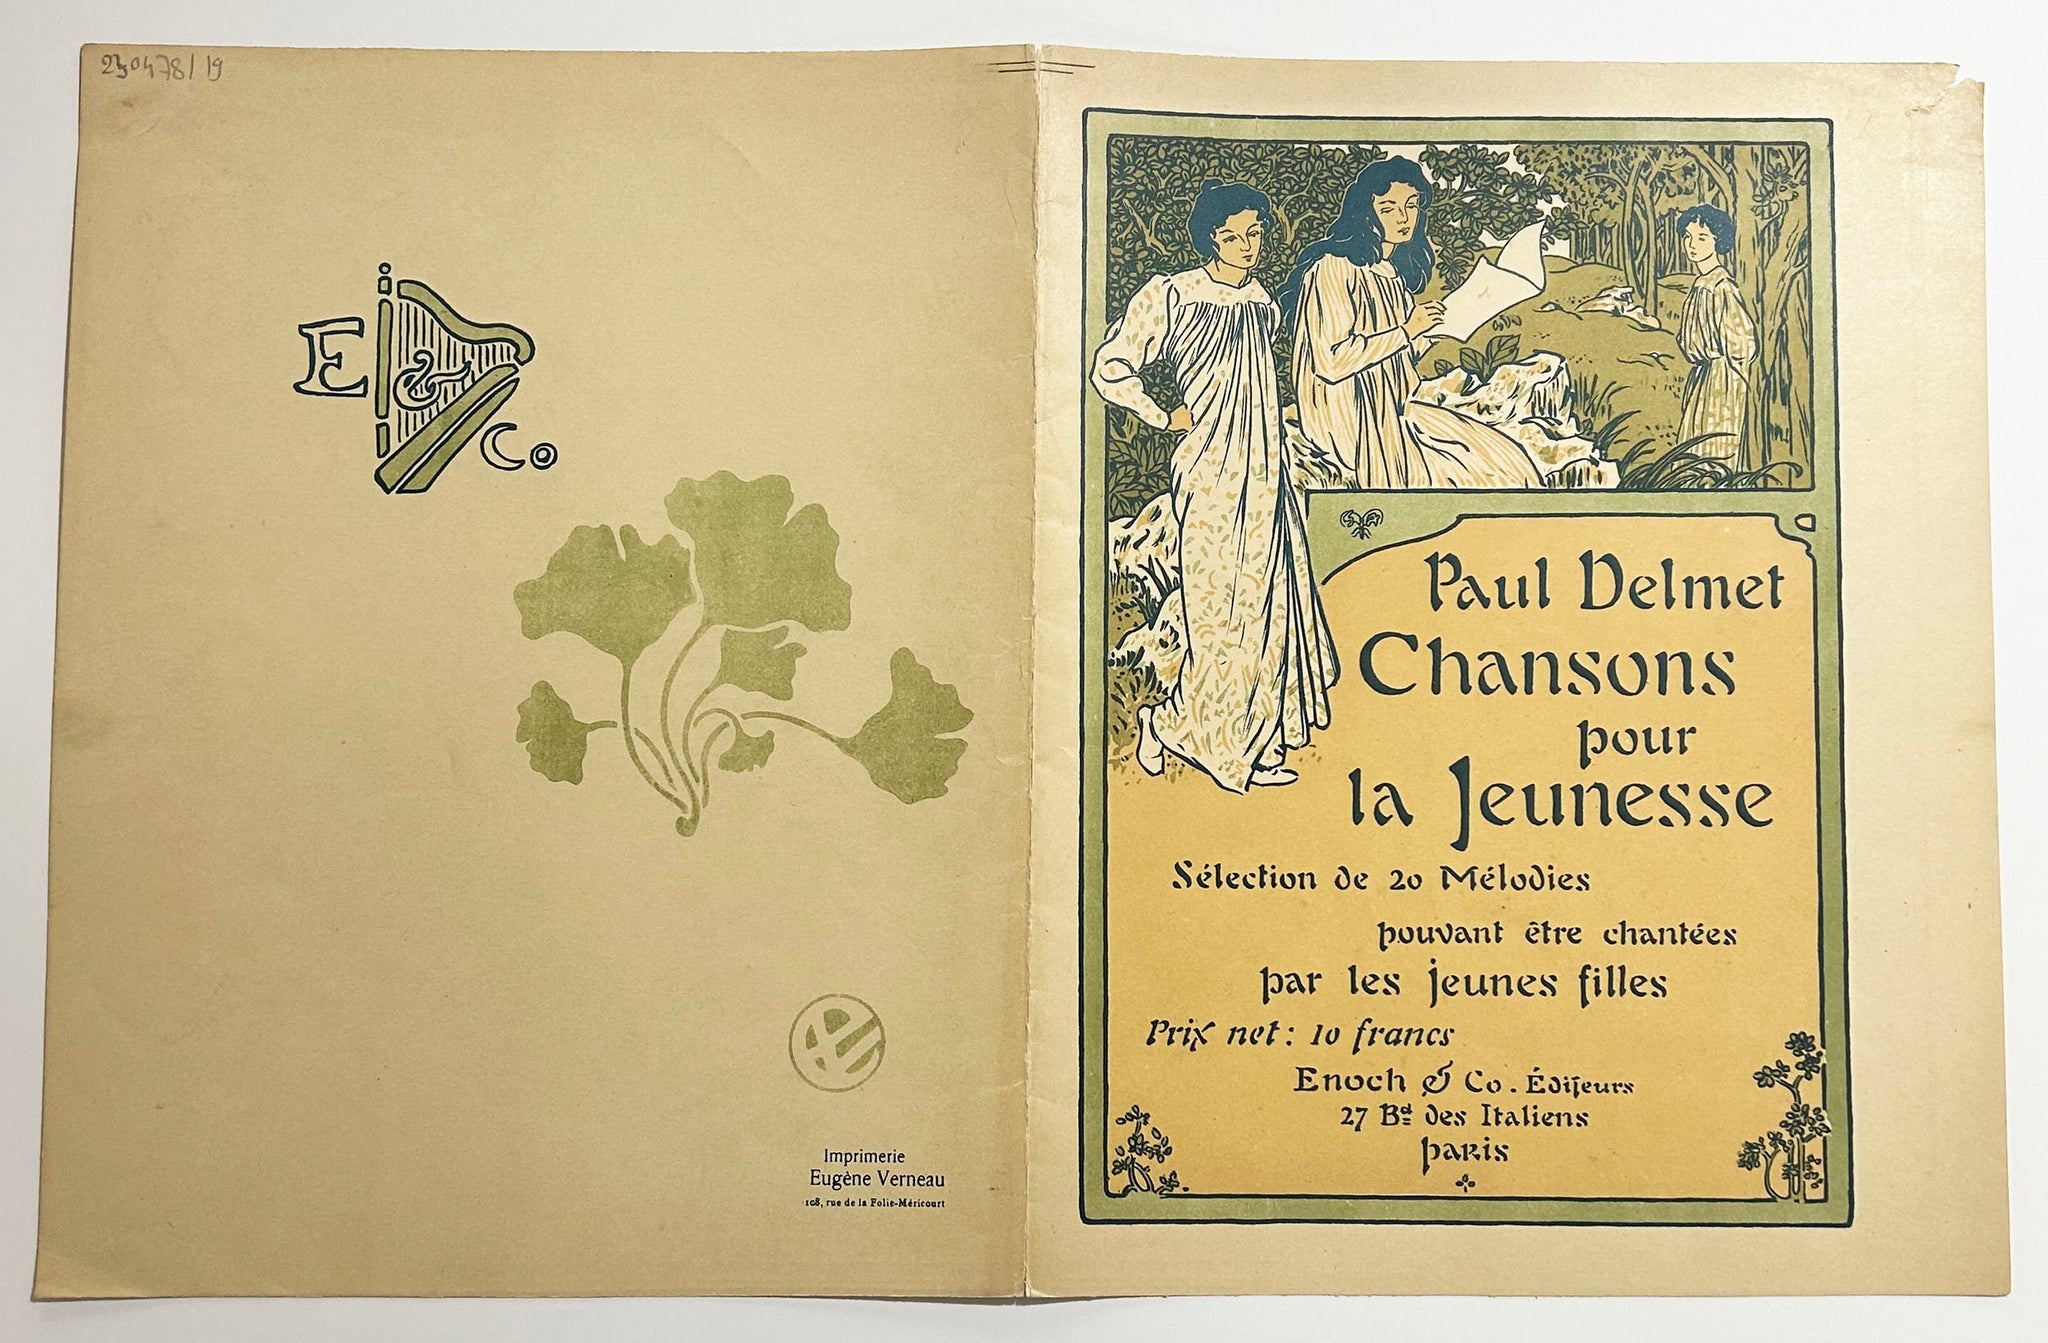 230478/19
E & Co
Imprimerie
Eugène Verneau
108, rue de la Folie-Méricourt
Paul Delmet
Chansons
pour
la Jeunesse
Sélection de 20 Mélodies
pouvant être chantées
par les jeunes filles
Prix net: 10 francs
Enoch & Co. Éditeurs
27 Bd des Italiens
Paris